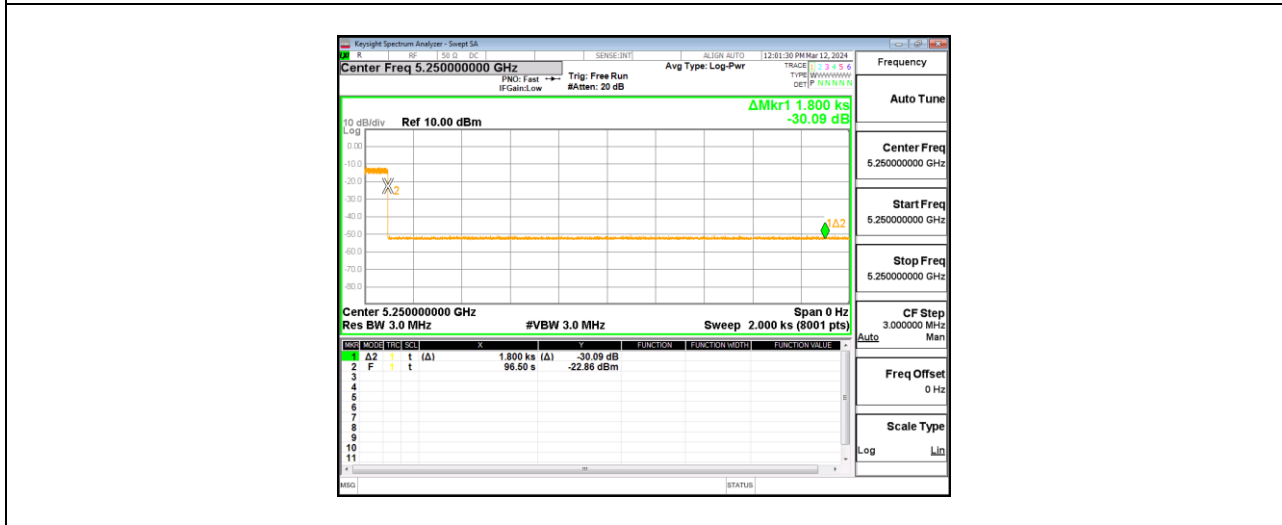 Keysight Spectrum Analyzer - Swept SA
R RF 50 Ω DC SENSE:INT ALIGN AUTO 12:01:30 PM Mar 12, 2024
Center Freq 5.250000000 GHz
PNO: Fast
IFGain:Low
Trig: Free Run
#Atten: 20 dB
Avg Type: Log-Pwr
TRACE 1 2 3 4 5 6
TYPE WWWWWW
DET P N N N N N
ΔMkr1 1.800 ks
-30.09 dB
10 dB/div Ref 10.00 dBm
Log
0.00
-10.0
-20.0
-30.0
-40.0
-50.0
-60.0
-70.0
-80.0
2
1Δ2
Center 5.250000000 GHz Span 0 Hz
Res BW 3.0 MHz #VBW 3.0 MHz Sweep 2.000 ks (8001 pts)
MKR MODE TRC SCL X Y FUNCTION FUNCTION WIDTH FUNCTION VALUE
1 Δ2 1 t (Δ) 1.800 ks (Δ) -30.09 dB
2 F 1 t 96.50 s -22.86 dBm
3
4
5
6
7
8
9
10
11
MSG STATUS
Frequency
Auto Tune
Center Freq
5.250000000 GHz
Start Freq
5.250000000 GHz
Stop Freq
5.250000000 GHz
CF Step
3.000000 MHz
Auto Man
Freq Offset
0 Hz
Scale Type
Log Lin